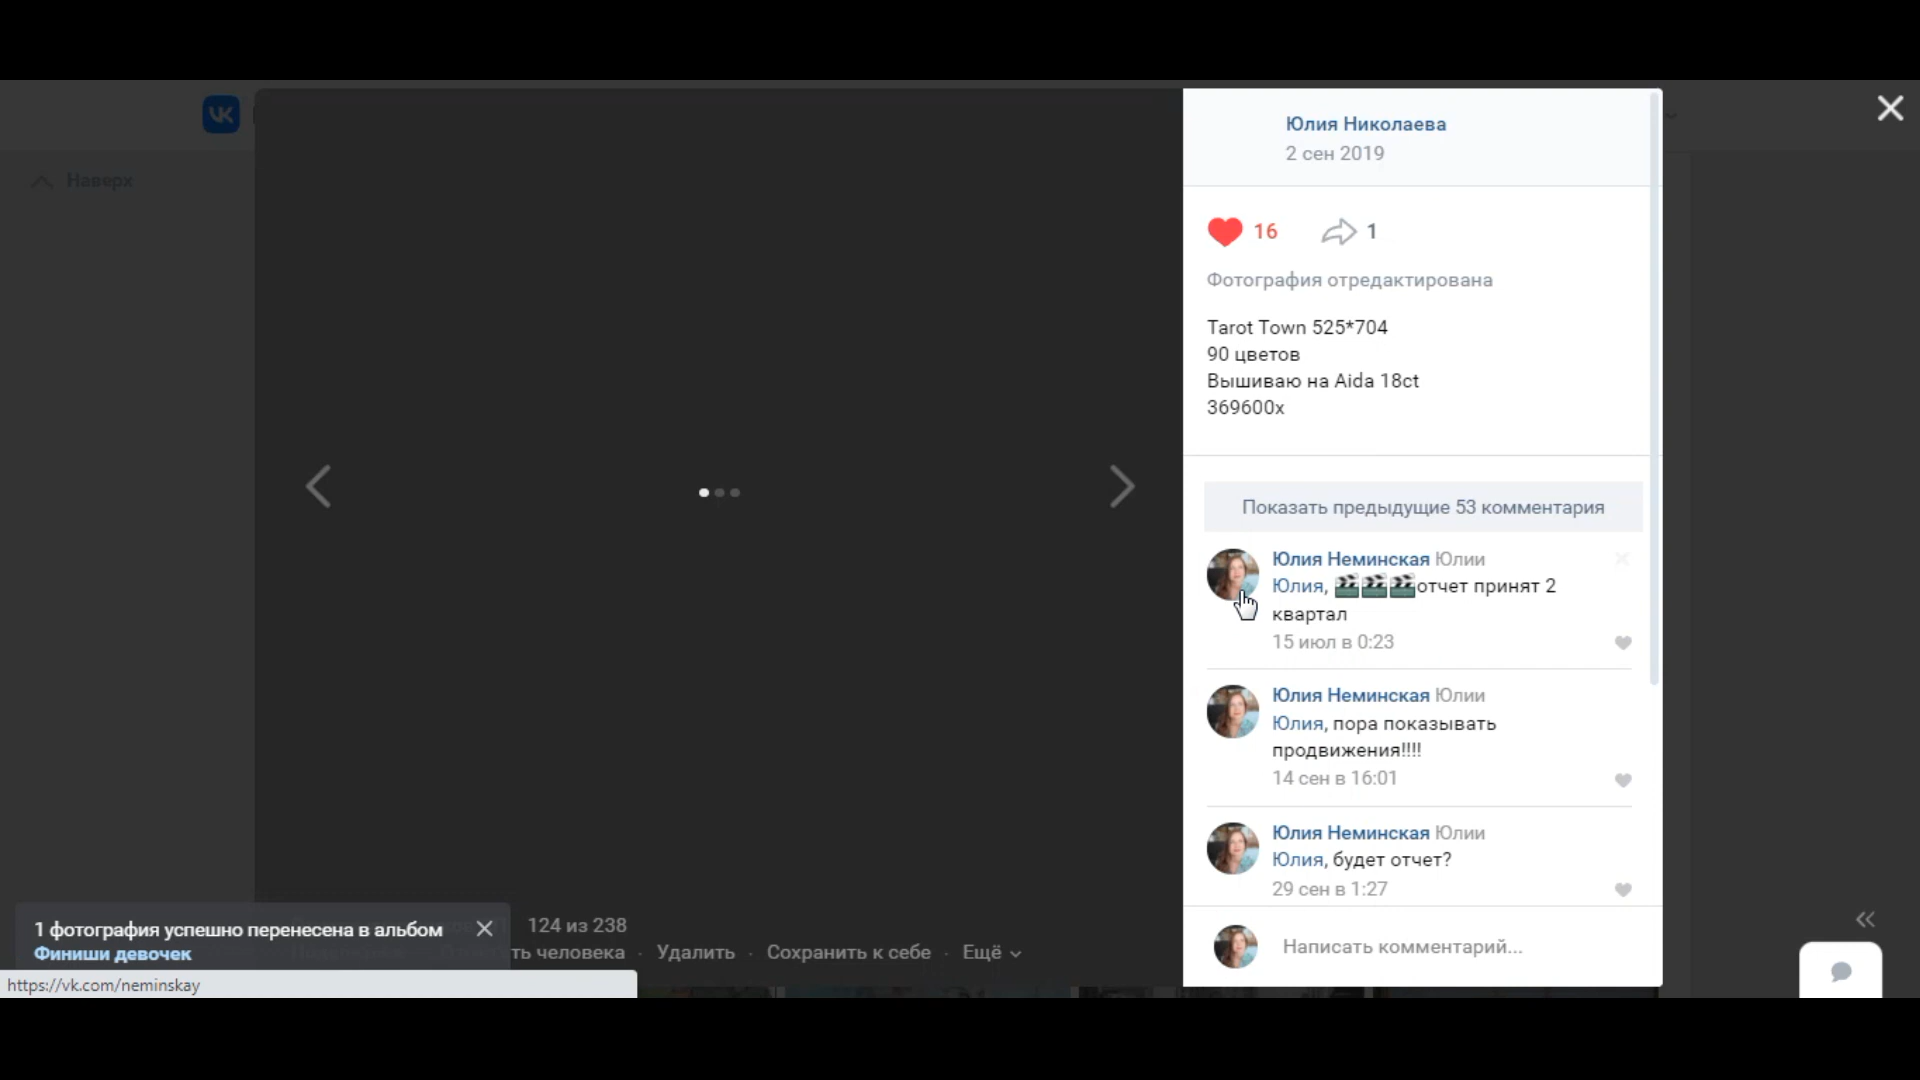 Наверх
Юлия Николаева
2 сен 2019
16 1
Фотография отредактирована
Tarot Town 525*704
90 цветов
Вышиваю на Aida 18ct
369600x
Показать предыдущие 53 комментария
Юлия Неминская Юлии
Юлия, 🎬🎬🎬отчет принят 2
квартал
15 июл в 0:23
Юлия Неминская Юлии
Юлия, пора показывать
продвижения!!!!
14 сен в 16:01
Юлия Неминская Юлии
Юлия, будет отчет?
29 сен в 1:27
Написать комментарий...
124 из 238
ть человека · Удалить · Сохранить к себе · Ещё
1 фотография успешно перенесена в альбом
Финиши девочек
https://vk.com/neminskay